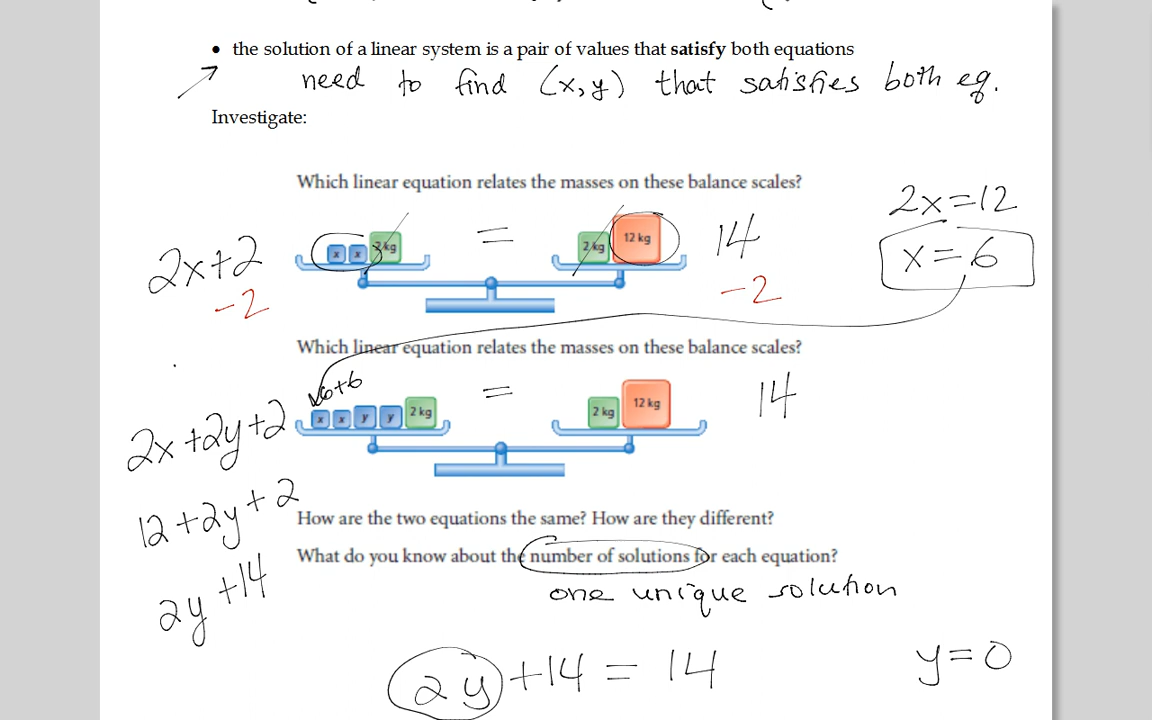 • the solution of a linear system is a pair of values that satisfy both equations
need to find (x,y) that satisfies both eq.
Investigate:
Which linear equation relates the masses on these balance scales?
2x=12
2x+2 x x 2 kg = 2 kg 12 kg 14
x=6
-2 -2
Which linear equation relates the masses on these balance scales?
6+6
2x+2y+2 x x y y 2 kg = 2 kg 12 kg 14
12+2y+2
How are the two equations the same? How are they different?
What do you know about the number of solutions for each equation?
2y+14
one unique solution
2y+14=14 y=0